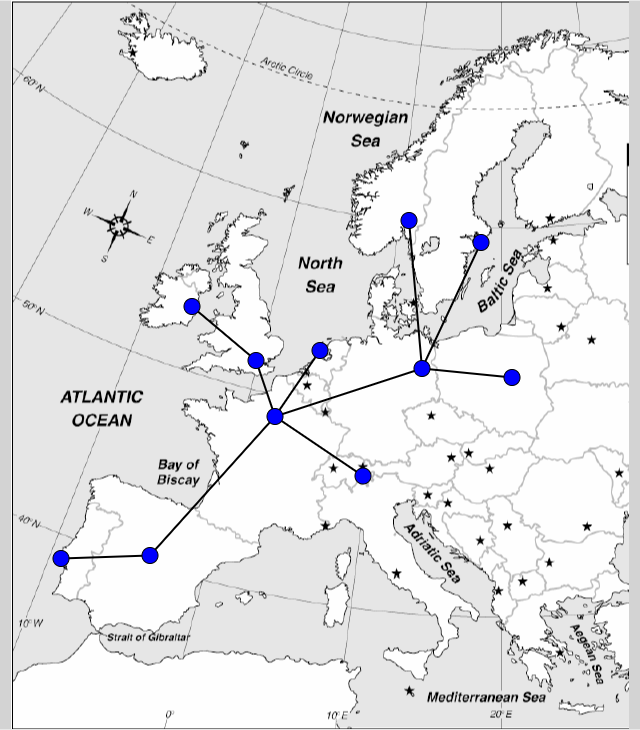 Arctic Circle
60°N
Norwegian
Sea
N
W
E
S
North
Sea
Baltic Sea
50°N
ATLANTIC
OCEAN
Bay of
Biscay
40°N
Adriatic Sea
10°W
Strait of Gibraltar
Aegean Sea
Mediterranean Sea
0°
10°E
20°E